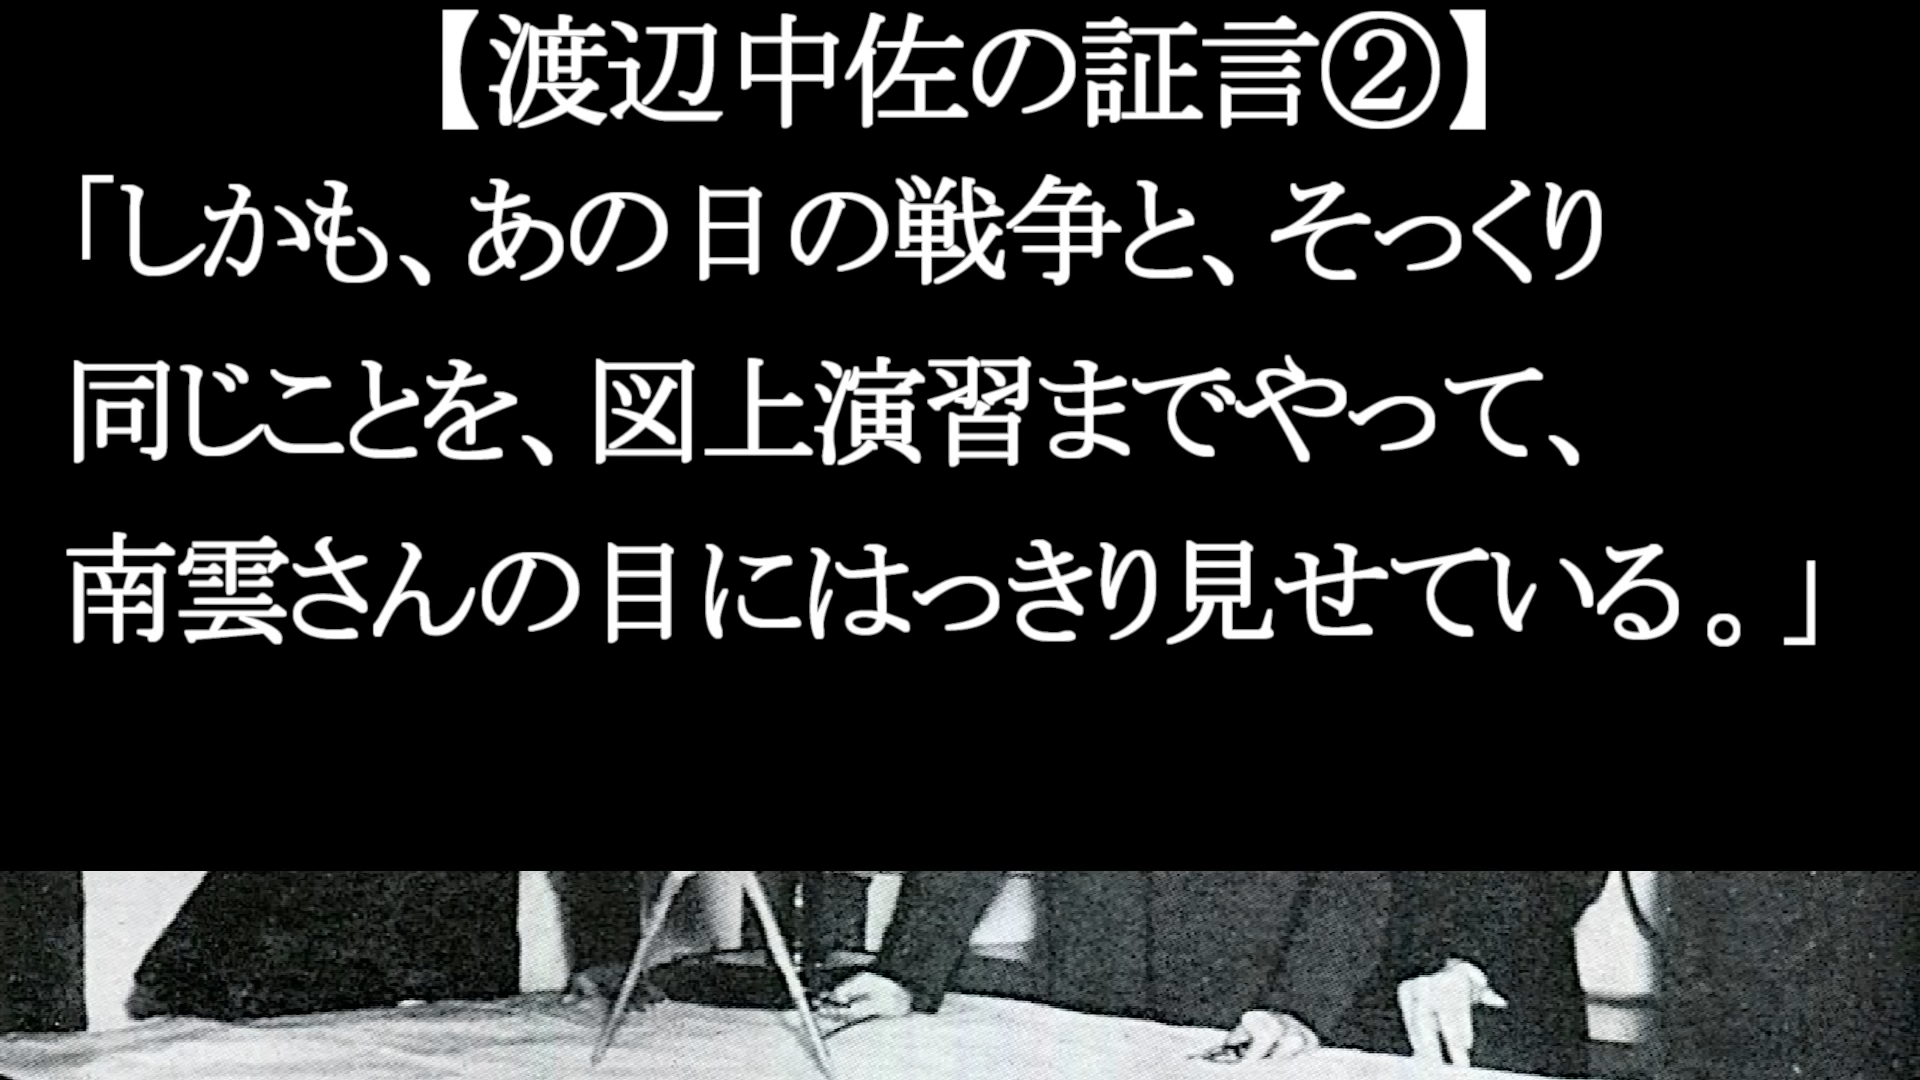 【渡辺中佐の証言②】
「しかも、あの日の戦争と、そっくり
同じことを、図上演習までやって、
南雲さんの目にはっきり見せている。」